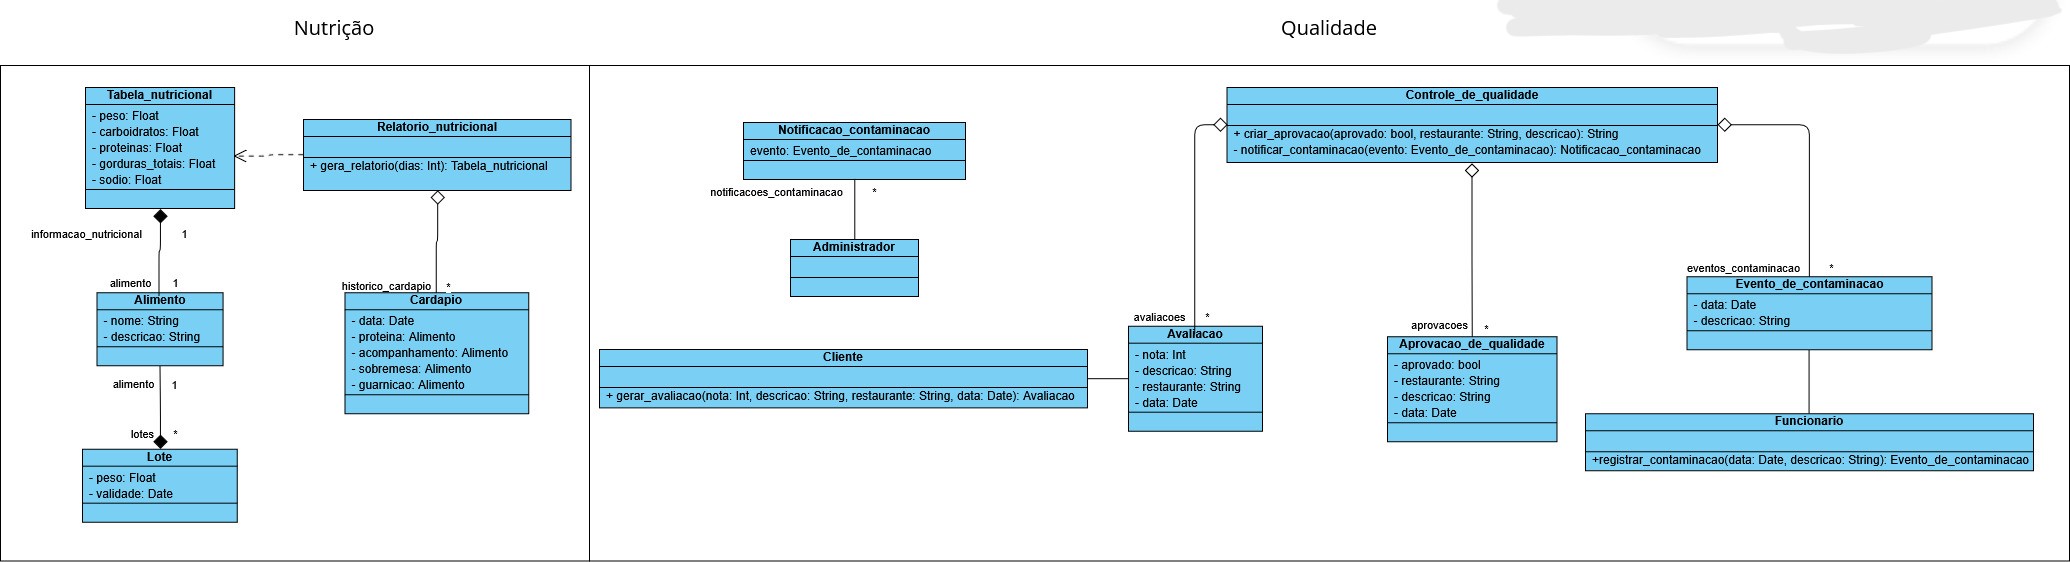 Nutrição
Qualidade
Tabela_nutricional
- peso: Float
- carboidratos: Float
- proteinas: Float
- gorduras_totais: Float
- sodio: Float
Relatorio_nutricional
+ gera_relatorio(dias: Int): Tabela_nutricional
informacao_nutricional 1
alimento 1
Alimento
- nome: String
- descricao: String
alimento 1
lotes *
Lote
- peso: Float
- validade: Date
historico_cardapio *
Cardapio
- data: Date
- proteina: Alimento
- acompanhamento: Alimento
- sobremesa: Alimento
- guarnicao: Alimento
Notificacao_contaminacao
evento: Evento_de_contaminacao
notificacoes_contaminacao *
Administrador
Cliente
+ gerar_avaliacao(nota: Int, descricao: String, restaurante: String, data: Date): Avaliacao
Controle_de_qualidade
+ criar_aprovacao(aprovado: bool, restaurante: String, descricao): String
- notificar_contaminacao(evento: Evento_de_contaminacao): Notificacao_contaminacao
avaliacoes *
Avaliacao
- nota: Int
- descricao: String
- restaurante: String
- data: Date
aprovacoes *
Aprovacao_de_qualidade
- aprovado: bool
- restaurante: String
- descricao: String
- data: Date
eventos_contaminacao *
Evento_de_contaminacao
- data: Date
- descricao: String
Funcionario
+registrar_contaminacao(data: Date, descricao: String): Evento_de_contaminacao